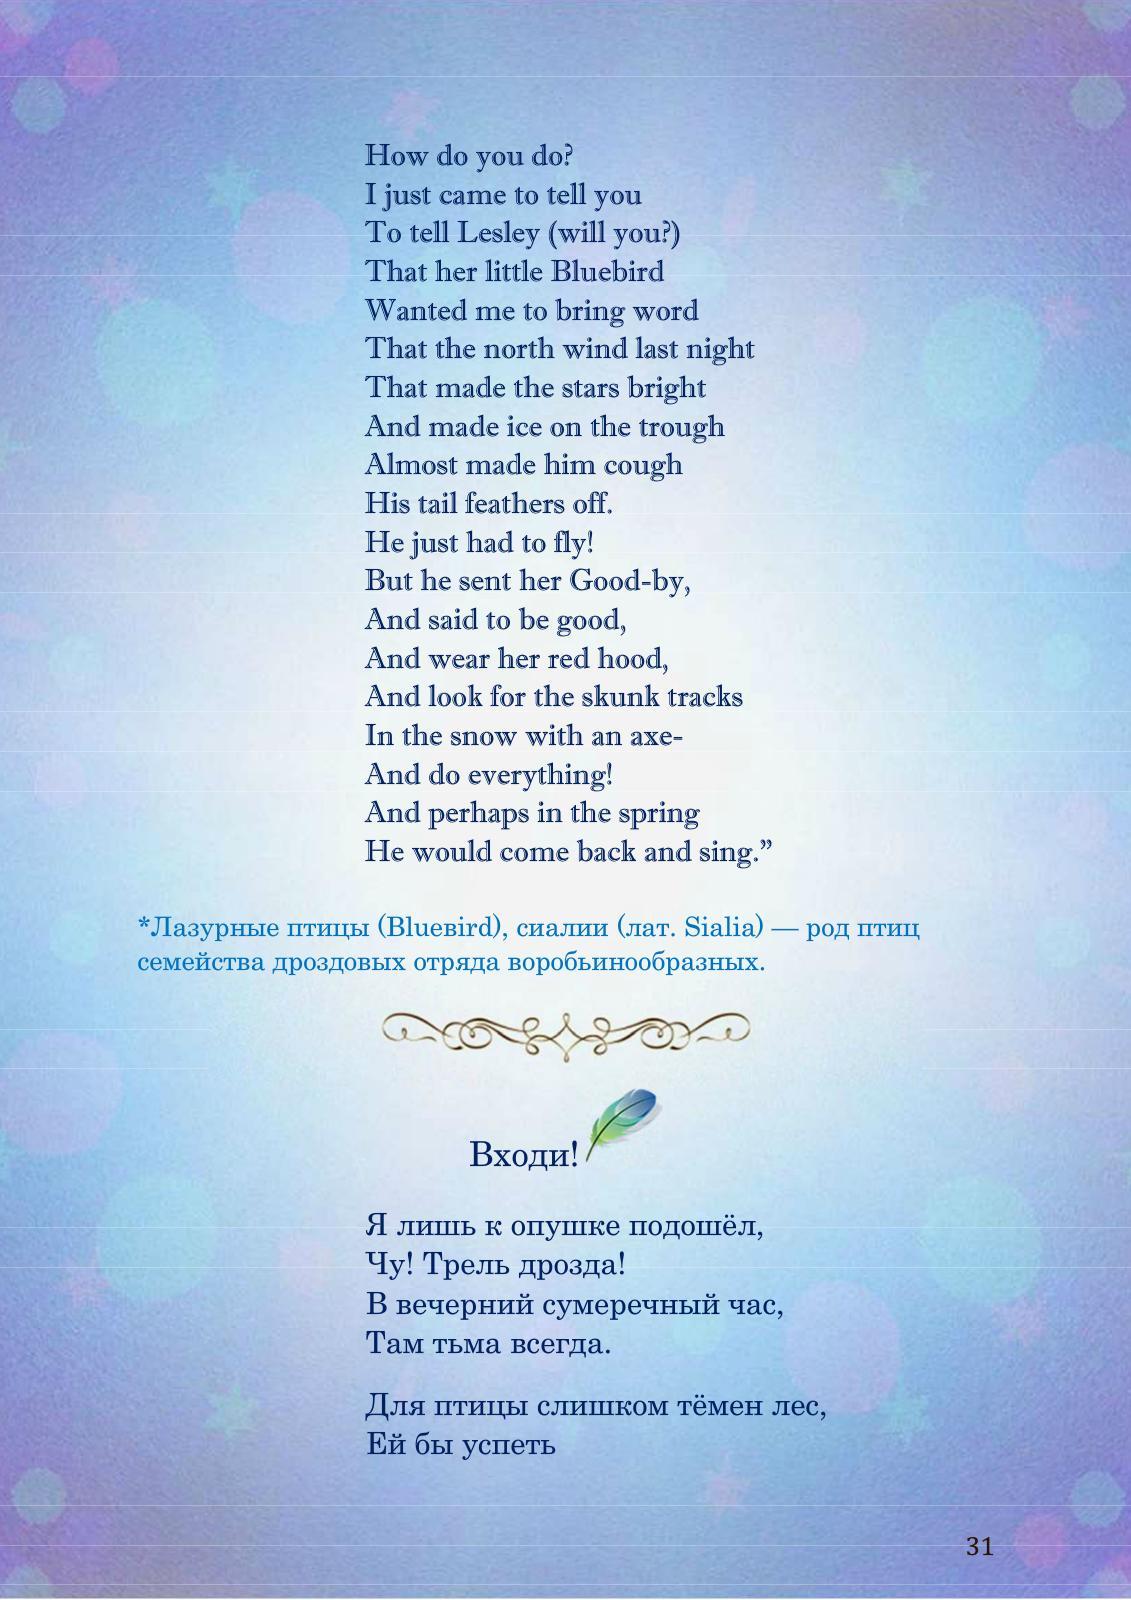 How do you do?
I just came to tell you
To tell Lesley (will you?)
That her little Bluebird
Wanted me to bring word
That the north wind last night
That made the stars bright
And made ice on the trough
Almost made him cough
His tail feathers off.
He just had to fly!
But he sent her Good-by,
And said to be good,
And wear her red hood,
And look for the skunk tracks
In the snow with an axe-
And do everything!
And perhaps in the spring
He would come back and sing.”
*Лазурные птицы (Blueвird), сиалии (лат. Sialia) — род птиц
семейства дроздовых отряда воробьинообразных.
Входи!
Я лишь к опушке подошёл,
Чу! Трель дрозда!
В вечерний сумеречный час,
Там тьма всегда.
Для птицы слишком тёмен лес,
Ей бы успеть
31